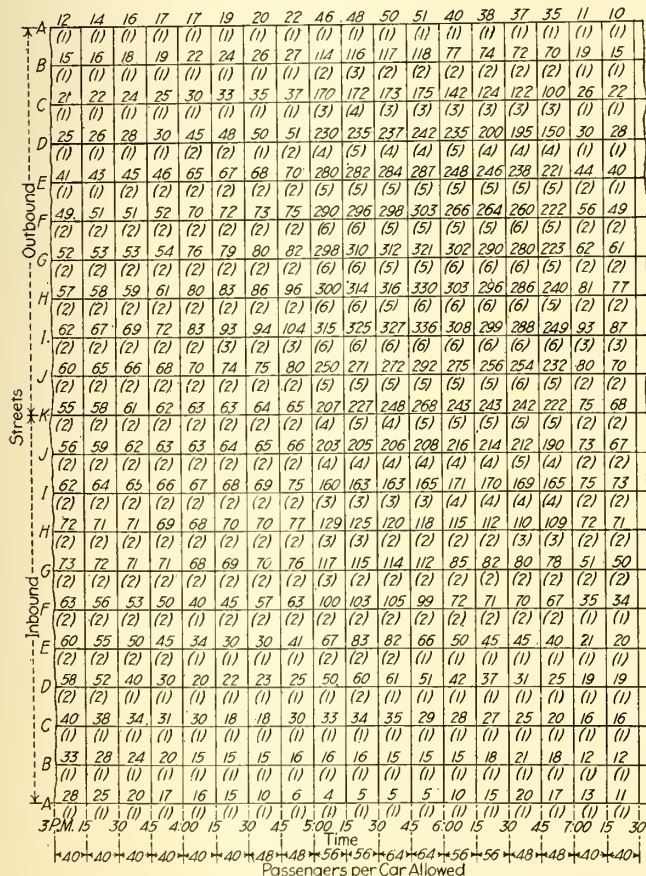 A 12 14 16 17 17 19 20 22 46 48 50 51 40 38 37 35 11 10
(1) (1) (1) (1) (1) (1) (1) (1) (1) (1) (1) (1) (1) (1) (1) (1) (1) (1)
B 15 16 18 19 22 24 26 27 114 116 117 118 77 74 72 70 19 15
(1) (1) (1) (1) (1) (1) (1) (1) (2) (3) (2) (2) (2) (2) (2) (2) (1) (1)
C 21 22 24 25 30 33 35 37 170 172 173 175 142 124 122 100 26 22
(1) (1) (1) (1) (1) (1) (1) (1) (3) (4) (3) (3) (3) (3) (3) (3) (1) (1)
D 25 26 28 30 45 48 50 51 230 235 237 242 235 200 195 150 30 28
(1) (1) (1) (1) (2) (2) (1) (2) (4) (5) (4) (4) (5) (4) (4) (4) (1) (1)
E 41 43 45 46 65 67 68 70 280 282 284 287 248 246 238 221 44 40
(1) (1) (2) (2) (2) (2) (2) (2) (5) (5) (5) (5) (5) (5) (5) (5) (2) (1)
F 49 51 51 52 70 72 73 75 290 296 298 303 266 264 260 222 56 49
(2) (2) (2) (2) (2) (2) (2) (2) (6) (6) (5) (5) (5) (5) (6) (5) (2) (2)
G 52 53 53 54 76 79 80 82 298 310 312 321 302 290 280 223 62 61
(2) (2) (2) (2) (2) (2) (2) (2) (6) (6) (5) (5) (6) (6) (6) (5) (2) (2)
H 57 58 59 61 80 83 86 96 300 314 316 330 303 296 286 240 81 77
(2) (2) (2) (2) (2) (2) (2) (2) (6) (6) (5) (6) (6) (6) (6) (5) (2) (2)
I 62 67 69 72 83 93 94 104 315 325 327 336 308 299 288 249 93 87
(2) (2) (2) (2) (2) (3) (2) (3) (6) (6) (6) (6) (6) (6) (6) (6) (3) (3)
J 60 65 66 68 70 74 75 80 250 271 272 292 275 256 254 232 80 70
(2) (2) (2) (2) (2) (2) (2) (2) (5) (5) (5) (5) (5) (5) (6) (5) (2) (2)
K 55 58 61 62 63 63 64 65 207 227 248 268 243 243 242 222 75 68
(2) (2) (2) (2) (2) (2) (2) (2) (4) (5) (4) (5) (5) (5) (5) (5) (2) (2)
J 56 59 62 63 63 64 65 66 203 205 206 208 216 214 212 190 73 67
(2) (2) (2) (2) (2) (2) (2) (2) (4) (4) (4) (4) (4) (4) (5) (4) (2) (2)
I 62 64 65 66 67 68 69 75 160 163 163 165 171 170 169 165 75 73
(2) (2) (2) (2) (2) (2) (2) (2) (3) (3) (3) (3) (4) (4) (4) (4) (2) (2)
H 72 71 71 69 68 70 70 77 129 125 120 118 115 112 110 109 72 71
(2) (2) (2) (2) (2) (2) (2) (2) (3) (3) (2) (2) (2) (2) (3) (3) (2) (2)
G 73 72 71 71 68 69 70 76 117 115 114 112 85 82 80 78 51 50
(2) (2) (2) (2) (2) (2) (2) (2) (3) (2) (2) (2) (2) (2) (2) (2) (2) (2)
F 63 56 53 50 40 45 57 63 100 103 105 99 72 71 70 67 35 34
(2) (2) (2) (2) (1) (1) (2) (2) (2) (2) (2) (2) (2) (2) (2) (2) (1) (1)
E 60 55 50 45 34 30 30 41 67 83 82 66 50 45 45 40 21 20
(2) (2) (2) (2) (1) (1) (1) (1) (2) (2) (2) (1) (1) (1) (1) (1) (1) (1)
D 58 52 40 30 20 22 23 25 50 60 61 51 42 37 31 25 19 19
(2) (2) (1) (1) (1) (1) (1) (1) (1) (2) (1) (1) (1) (1) (1) (1) (1) (1)
C 40 38 34 31 30 18 18 30 33 34 35 29 28 27 25 20 16 16
(1) (1) (1) (1) (1) (1) (1) (1) (1) (1) (1) (1) (1) (1) (1) (1) (1) (1)
B 33 28 24 20 15 15 15 16 16 16 15 15 15 18 21 18 12 12
(1) (1) (1) (1) (1) (1) (1) (1) (1) (1) (1) (1) (1) (1) (1) (1) (1) (1)
A 28 25 20 17 16 15 10 6 4 5 5 5 10 15 20 17 13 11
(1) (1) (1) (1) (1) (1) (1) (1) (1) (1) (1) (1) (1) (1) (1) (1) (1) (1)
3P.M. 15 30 45 4:00 15 30 45 5:00 15 30 45 6:00 15 30 45 7:00 15 30
Time
40 40 40 40 40 40 48 48 56 56 64 64 56 56 48 48 40 40
Passengers per Car Allowed
Streets
Outbound
Inbound